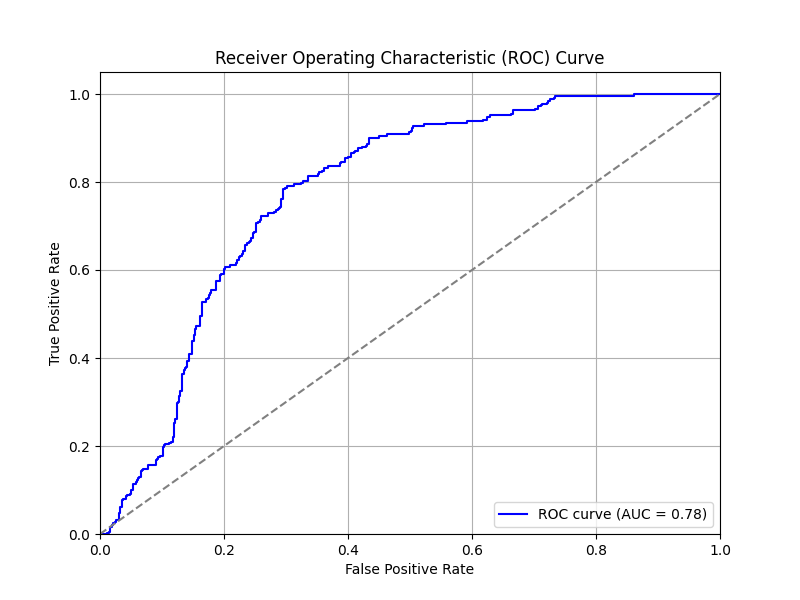 Receiver Operating Characteristic (ROC) Curve
True Positive Rate
1.0
0.8
0.6
0.4
0.2
0.0
0.0 0.2 0.4 0.6 0.8 1.0
False Positive Rate
ROC curve (AUC = 0.78)